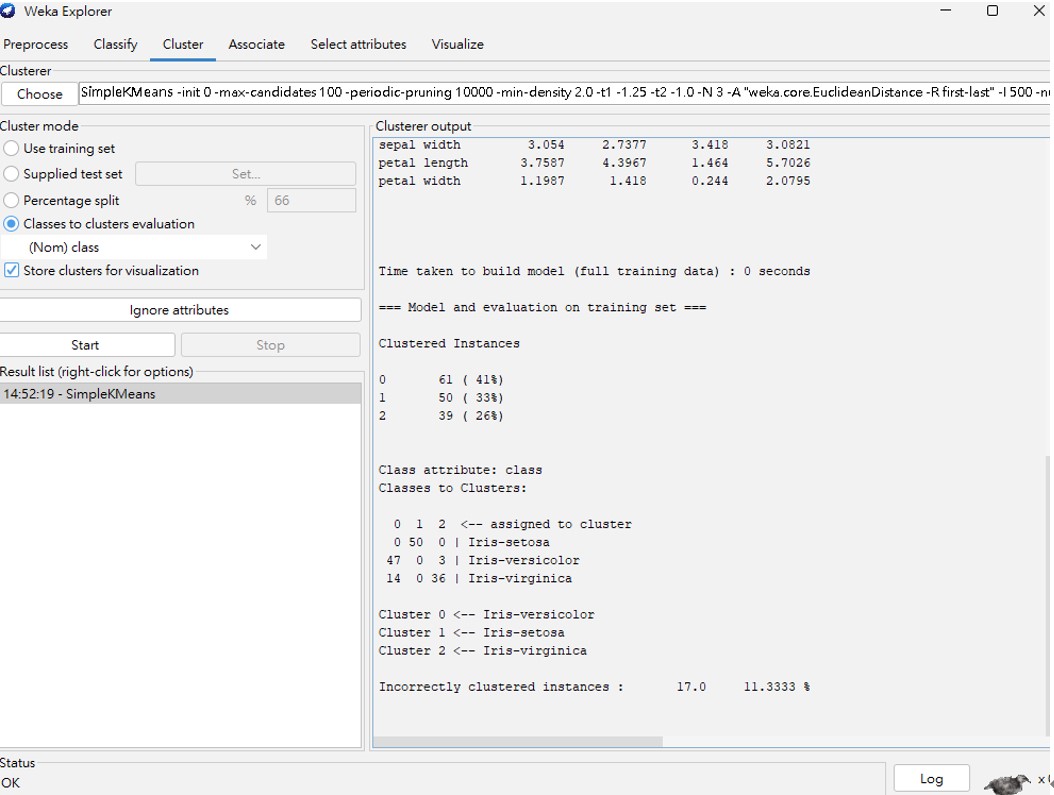 Weka Explorer
Preprocess Classify Cluster Associate Select attributes Visualize
Clusterer
Choose SimpleKMeans -init 0 -max-candidates 100 -periodic-pruning 10000 -min-density 2.0 -t1 -1.25 -t2 -1.0 -N 3 -A "weka.core.EuclideanDistance -R first-last" -I 500
Cluster mode
Use training set
Supplied test set Set...
Percentage split % 66
Classes to clusters evaluation
(Nom) class
Store clusters for visualization
Ignore attributes
Start Stop
Result list (right-click for options)
14:52:19 - SimpleKMeans
Clusterer output
sepal width 3.054 2.7377 3.418 3.0821
petal length 3.7587 4.3967 1.464 5.7026
petal width 1.1987 1.418 0.244 2.0795
Time taken to build model (full training data) : 0 seconds
=== Model and evaluation on training set ===
Clustered Instances
0 61 ( 41%)
1 50 ( 33%)
2 39 ( 26%)
Class attribute: class
Classes to Clusters:
0 1 2 <-- assigned to cluster
0 50 0 | Iris-setosa
47 0 3 | Iris-versicolor
14 0 36 | Iris-virginica
Cluster 0 <-- Iris-versicolor
Cluster 1 <-- Iris-setosa
Cluster 2 <-- Iris-virginica
Incorrectly clustered instances : 17.0 11.3333 %
Status
OK
Log
x